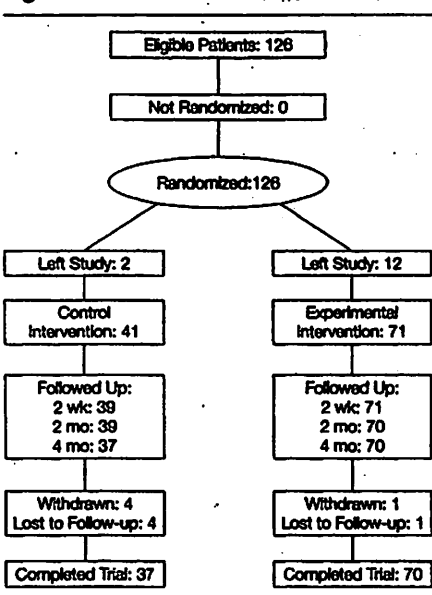 Eligible Patients: 126
Not Randomized: 0
Randomized:126
Left Study: 2
Control
Intervention: 41
Followed Up:
2 wk: 39
2 mo: 39
4 mo: 37
Withdrawn: 4
Lost to Follow-up: 4
Completed Trial: 37
Left Study: 12
Experimental
Intervention: 71
Followed Up:
2 wk: 71
2 mo: 70
4 mo: 70
Withdrawn: 1
Lost to Follow-up: 1
Completed Trial: 70